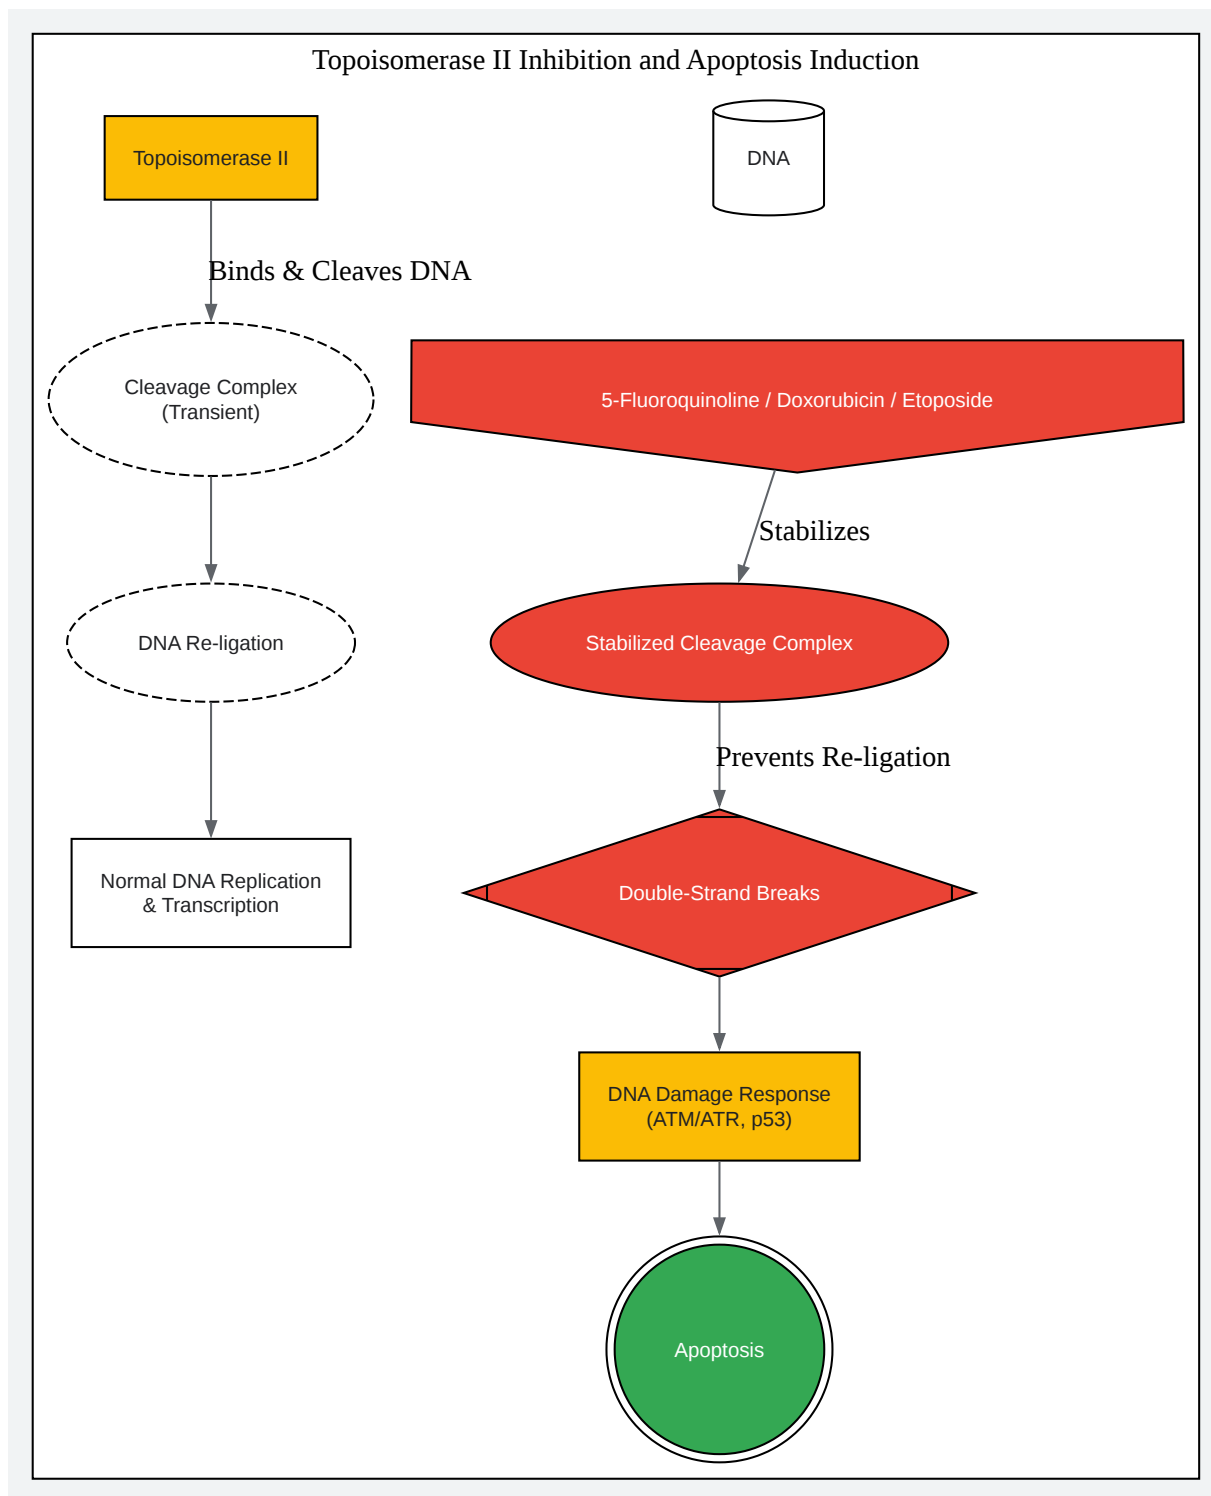 Topoisomerase II Inhibition and Apoptosis Induction
Topoisomerase II
DNA
Binds & Cleaves DNA
Cleavage Complex
(Transient)
5-Fluoroquinoline / Doxorubicin / Etoposide
Stabilizes
DNA Re-ligation
Stabilized Cleavage Complex
Prevents Re-ligation
Normal DNA Replication
& Transcription
Double-Strand Breaks
DNA Damage Response
(ATM/ATR, p53)
Apoptosis